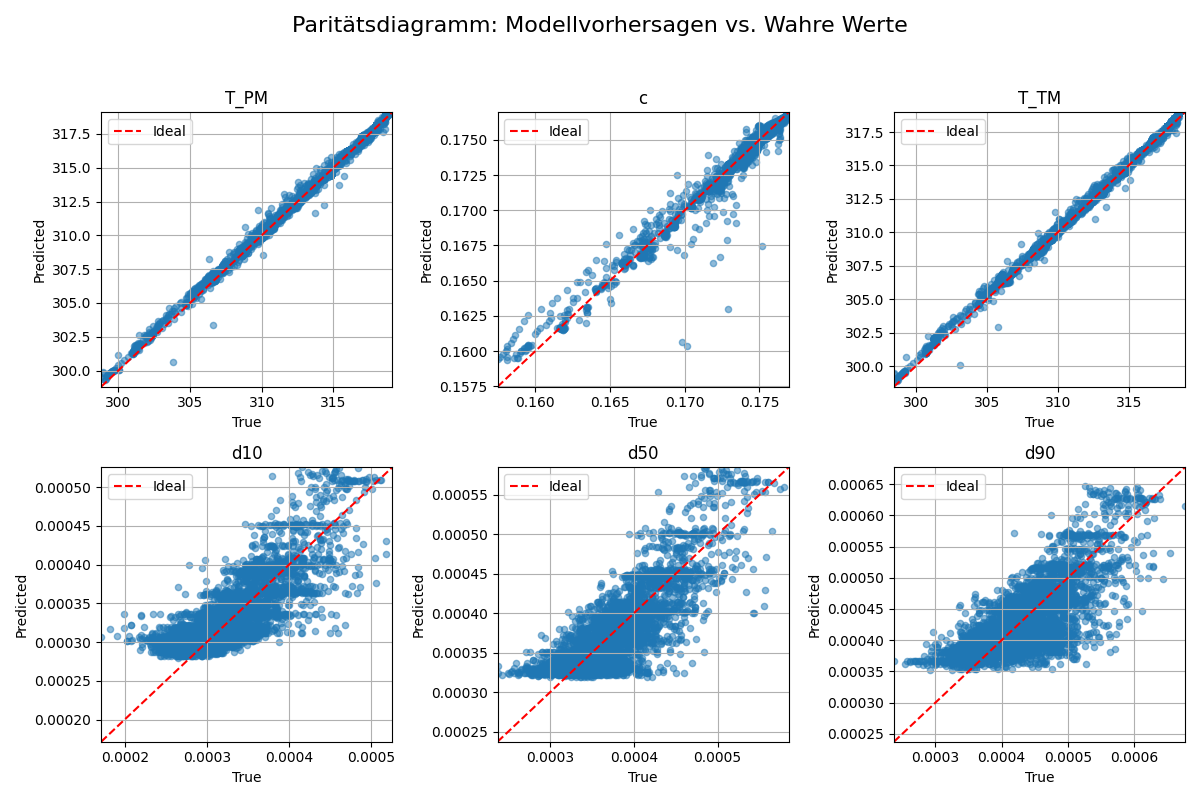 Paritätsdiagramm: Modellvorhersagen vs. Wahre Werte
T_PM
Ideal
317.5
315.0
312.5
310.0
307.5
305.0
302.5
300.0
Predicted
300 305 310 315
True
c
Ideal
0.1750
0.1725
0.1700
0.1675
0.1650
0.1625
0.1600
0.1575
Predicted
0.160 0.165 0.170 0.175
True
T_TM
Ideal
317.5
315.0
312.5
310.0
307.5
305.0
302.5
300.0
Predicted
300 305 310 315
True
d10
Ideal
0.00050
0.00045
0.00040
0.00035
0.00030
0.00025
0.00020
Predicted
0.0002 0.0003 0.0004 0.0005
True
d50
Ideal
0.00055
0.00050
0.00045
0.00040
0.00035
0.00030
0.00025
Predicted
0.0003 0.0004 0.0005
True
d90
Ideal
0.00065
0.00060
0.00055
0.00050
0.00045
0.00040
0.00035
0.00030
0.00025
Predicted
0.0003 0.0004 0.0005 0.0006
True